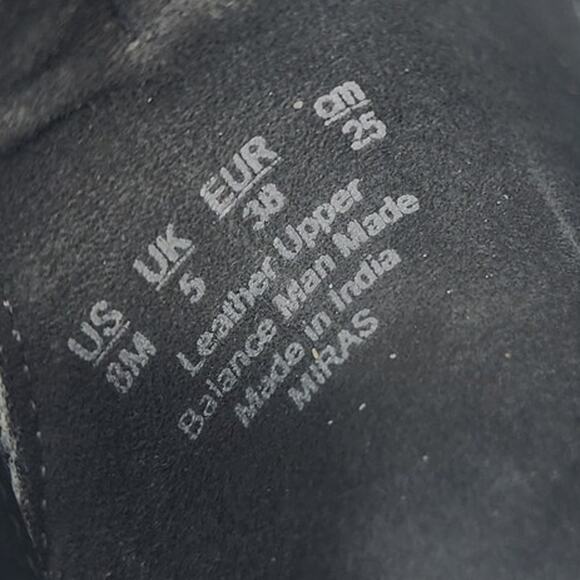 US UK EUR cm
8M 5 38 25
Leather Upper
Balance Man Made
Made in India
MIRAS